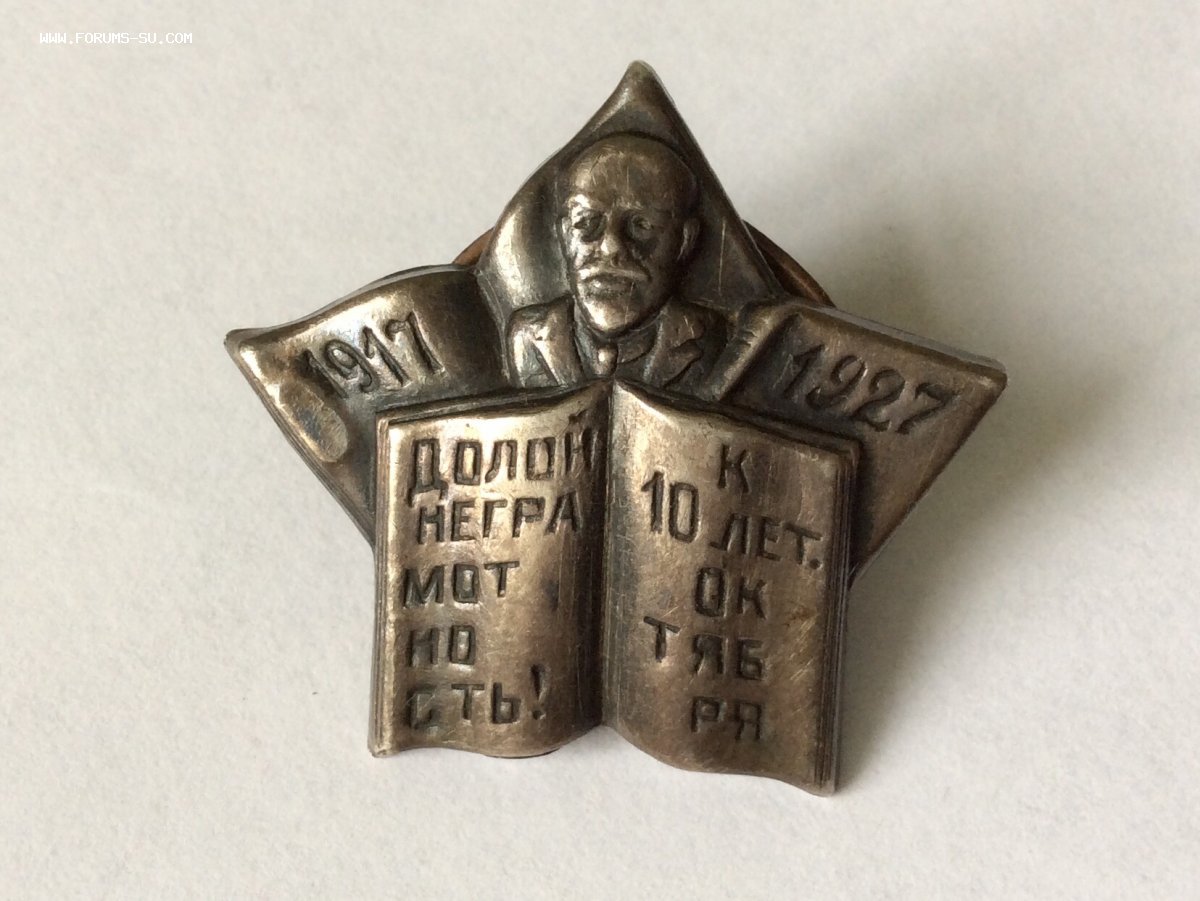 WWW.FORUMS-SU.COM
1917
1927
ДОЛОЙ
НЕГРА
МОТ
НО
СТЬ!
К
10 ЛЕТ.
ОК
ТЯБ
РЯ